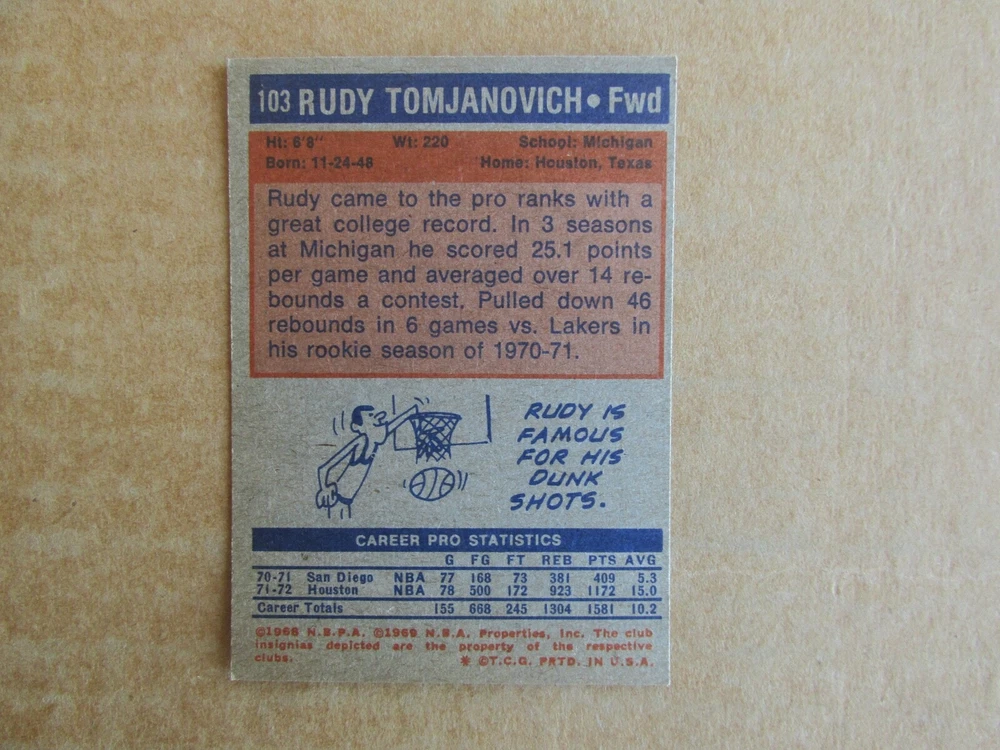 103 RUDY TOMJANOVICH • Fwd
Ht: 6'8" Wt: 220 School: Michigan
Born: 11-24-48 Home: Houston, Texas
Rudy came to the pro ranks with a
great college record. In 3 seasons
at Michigan he scored 25.1 points
per game and averaged over 14 re-
bounds a contest. Pulled down 46
rebounds in 6 games vs. Lakers in
his rookie season of 1970-71.
RUDY IS
FAMOUS
FOR HIS
DUNK
SHOTS.
CAREER PRO STATISTICS
G FG FT REB PTS AVG
70-71 San Diego NBA 77 168 73 381 409 5.3
71-72 Houston NBA 78 500 172 923 1172 15.0
Career Totals 155 668 245 1304 1581 10.2
©1968 N.B.P.A. ©1969 N.B.A. Properties, Inc. The club
insignias depicted are the property of the respective
clubs. * ©T.C.G. PRTD. IN U.S.A.